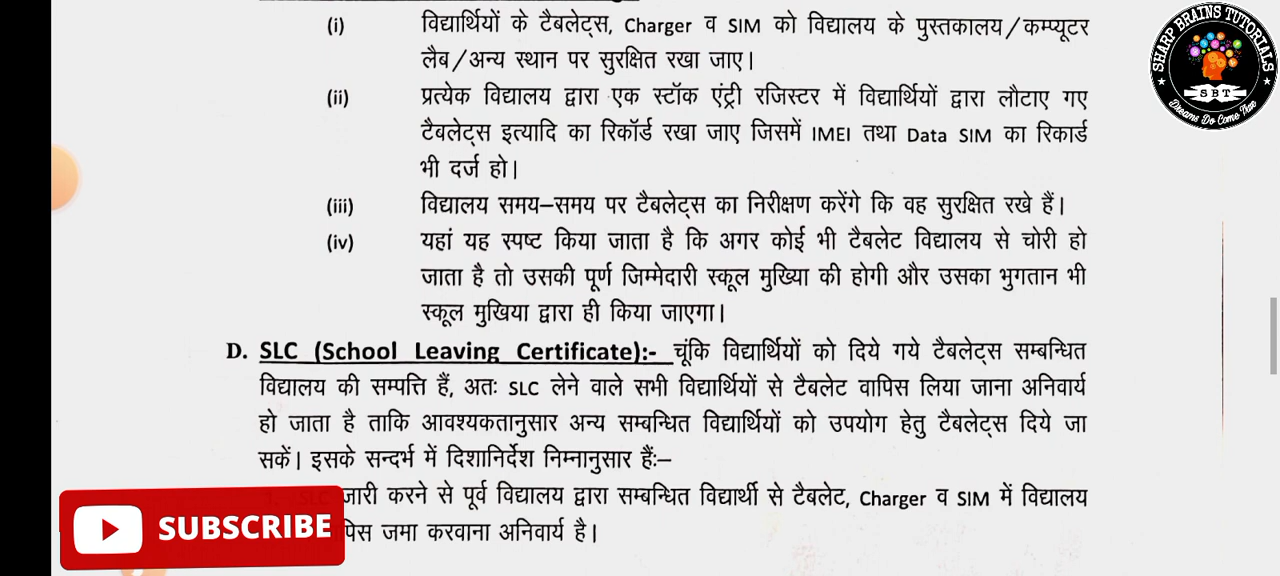 (i) विद्यार्थियों के टैबलेट्स, Charger व SIM को विद्यालय के पुस्तकालय/कम्प्यूटर
लैब/अन्य स्थान पर सुरक्षित रखा जाए।
(ii) प्रत्येक विद्यालय द्वारा एक स्टॉक एंट्री रजिस्टर में विद्यार्थियों द्वारा लौटाए गए
टैबलेट्स इत्यादि का रिकॉर्ड रखा जाए जिसमें IMEI तथा Data SIM का रिकार्ड
भी दर्ज हो।
(iii) विद्यालय समय–समय पर टैबलेट्स का निरीक्षण करेंगे कि वह सुरक्षित रखे हैं।
(iv) यहां यह स्पष्ट किया जाता है कि अगर कोई भी टैबलेट विद्यालय से चोरी हो
जाता है तो उसकी पूर्ण जिम्मेदारी स्कूल मुख्यिा की होगी और उसका भुगतान भी
स्कूल मुखिया द्वारा ही किया जाएगा।
D. SLC (School Leaving Certificate):- चूंकि विद्यार्थियों को दिये गये टैबलेट्स सम्बन्धित
विद्यालय की सम्पत्ति हैं, अतः SLC लेने वाले सभी विद्यार्थियों से टैबलेट वापिस लिया जाना अनिवार्य
हो जाता है ताकि आवश्यकतानुसार अन्य सम्बन्धित विद्यार्थियों को उपयोग हेतु टैबलेट्स दिये जा
सकें। इसके सन्दर्भ में दिशानिर्देश निम्नानुसार हैंः–
जारी करने से पूर्व विद्यालय द्वारा सम्बन्धित विद्यार्थी से टैबलेट, Charger व SIM में विद्यालय
पिस जमा करवाना अनिवार्य है।
SUBSCRIBE
SHARP BRAINS TUTORIALS
SBT
Dreams Do Come True